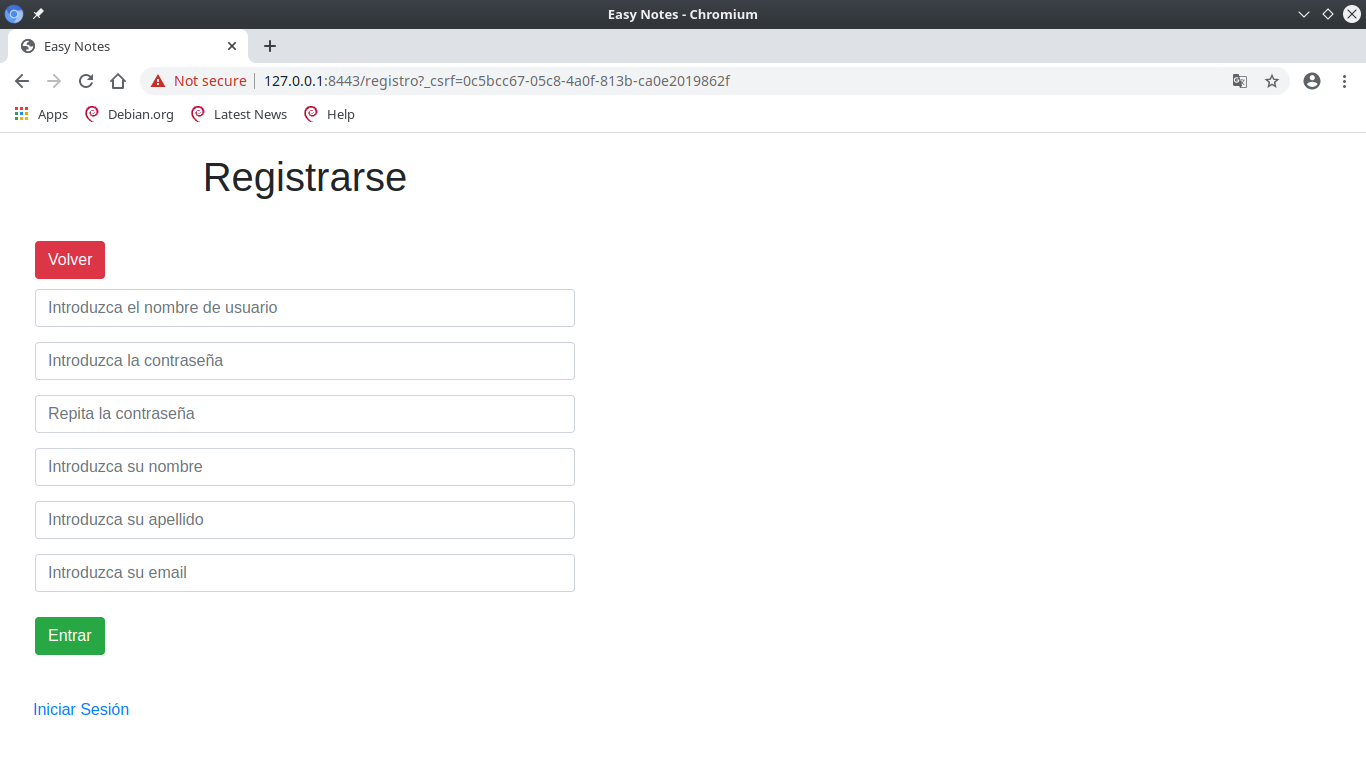 Easy Notes - Chromium
Easy Notes
Not secure 127.0.0.1:8443/registro?_csrf=0c5bcc67-05c8-4a0f-813b-ca0e2019862f
Apps Debian.org Latest News Help
Registrarse
Volver
Introduzca el nombre de usuario
Introduzca la contraseña
Repita la contraseña
Introduzca su nombre
Introduzca su apellido
Introduzca su email
Entrar
Iniciar Sesión